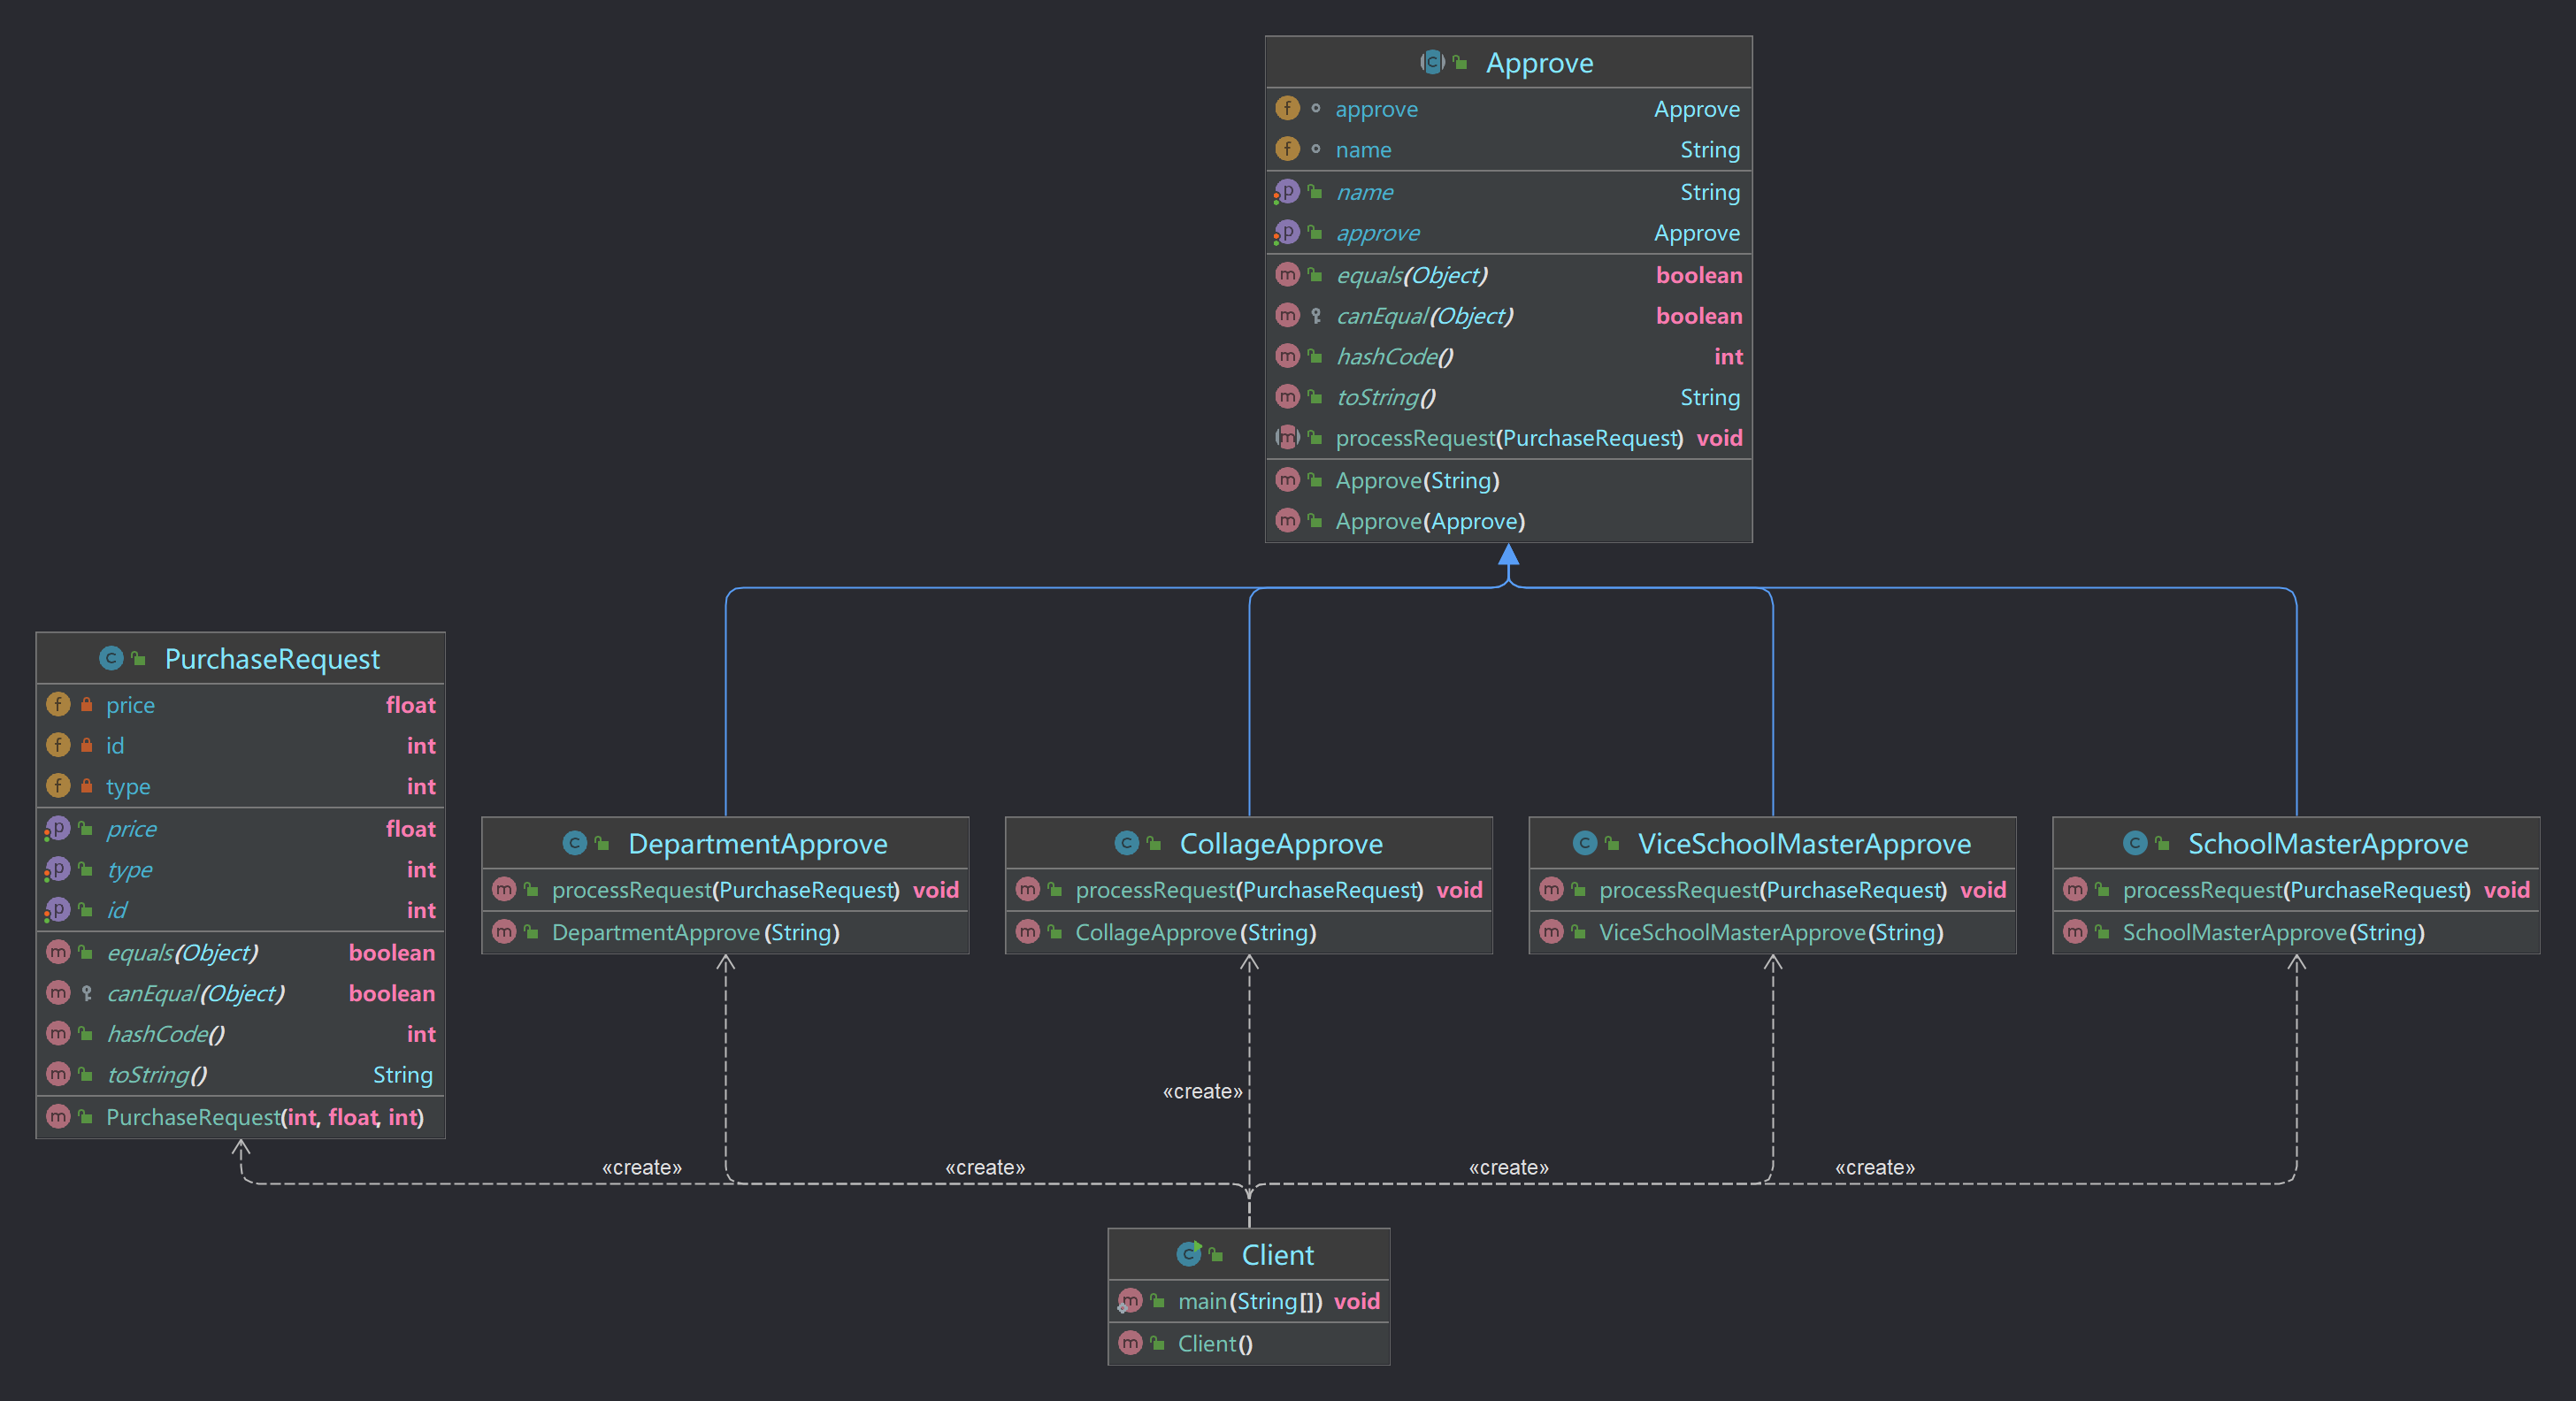 Approve
approve Approve
name String
name String
approve Approve
equals(Object) boolean
canEqual(Object) boolean
hashCode() int
toString() String
processRequest(PurchaseRequest) void
Approve(String)
Approve(Approve)
PurchaseRequest
price float
id int
type int
price float
type int
id int
equals(Object) boolean
canEqual(Object) boolean
hashCode() int
toString() String
PurchaseRequest(int, float, int)
DepartmentApprove
processRequest(PurchaseRequest) void
DepartmentApprove(String)
CollageApprove
processRequest(PurchaseRequest) void
CollageApprove(String)
ViceSchoolMasterApprove
processRequest(PurchaseRequest) void
ViceSchoolMasterApprove(String)
SchoolMasterApprove
processRequest(PurchaseRequest) void
SchoolMasterApprove(String)
«create»
«create»
«create»
«create»
«create»
Client
main(String[]) void
Client()